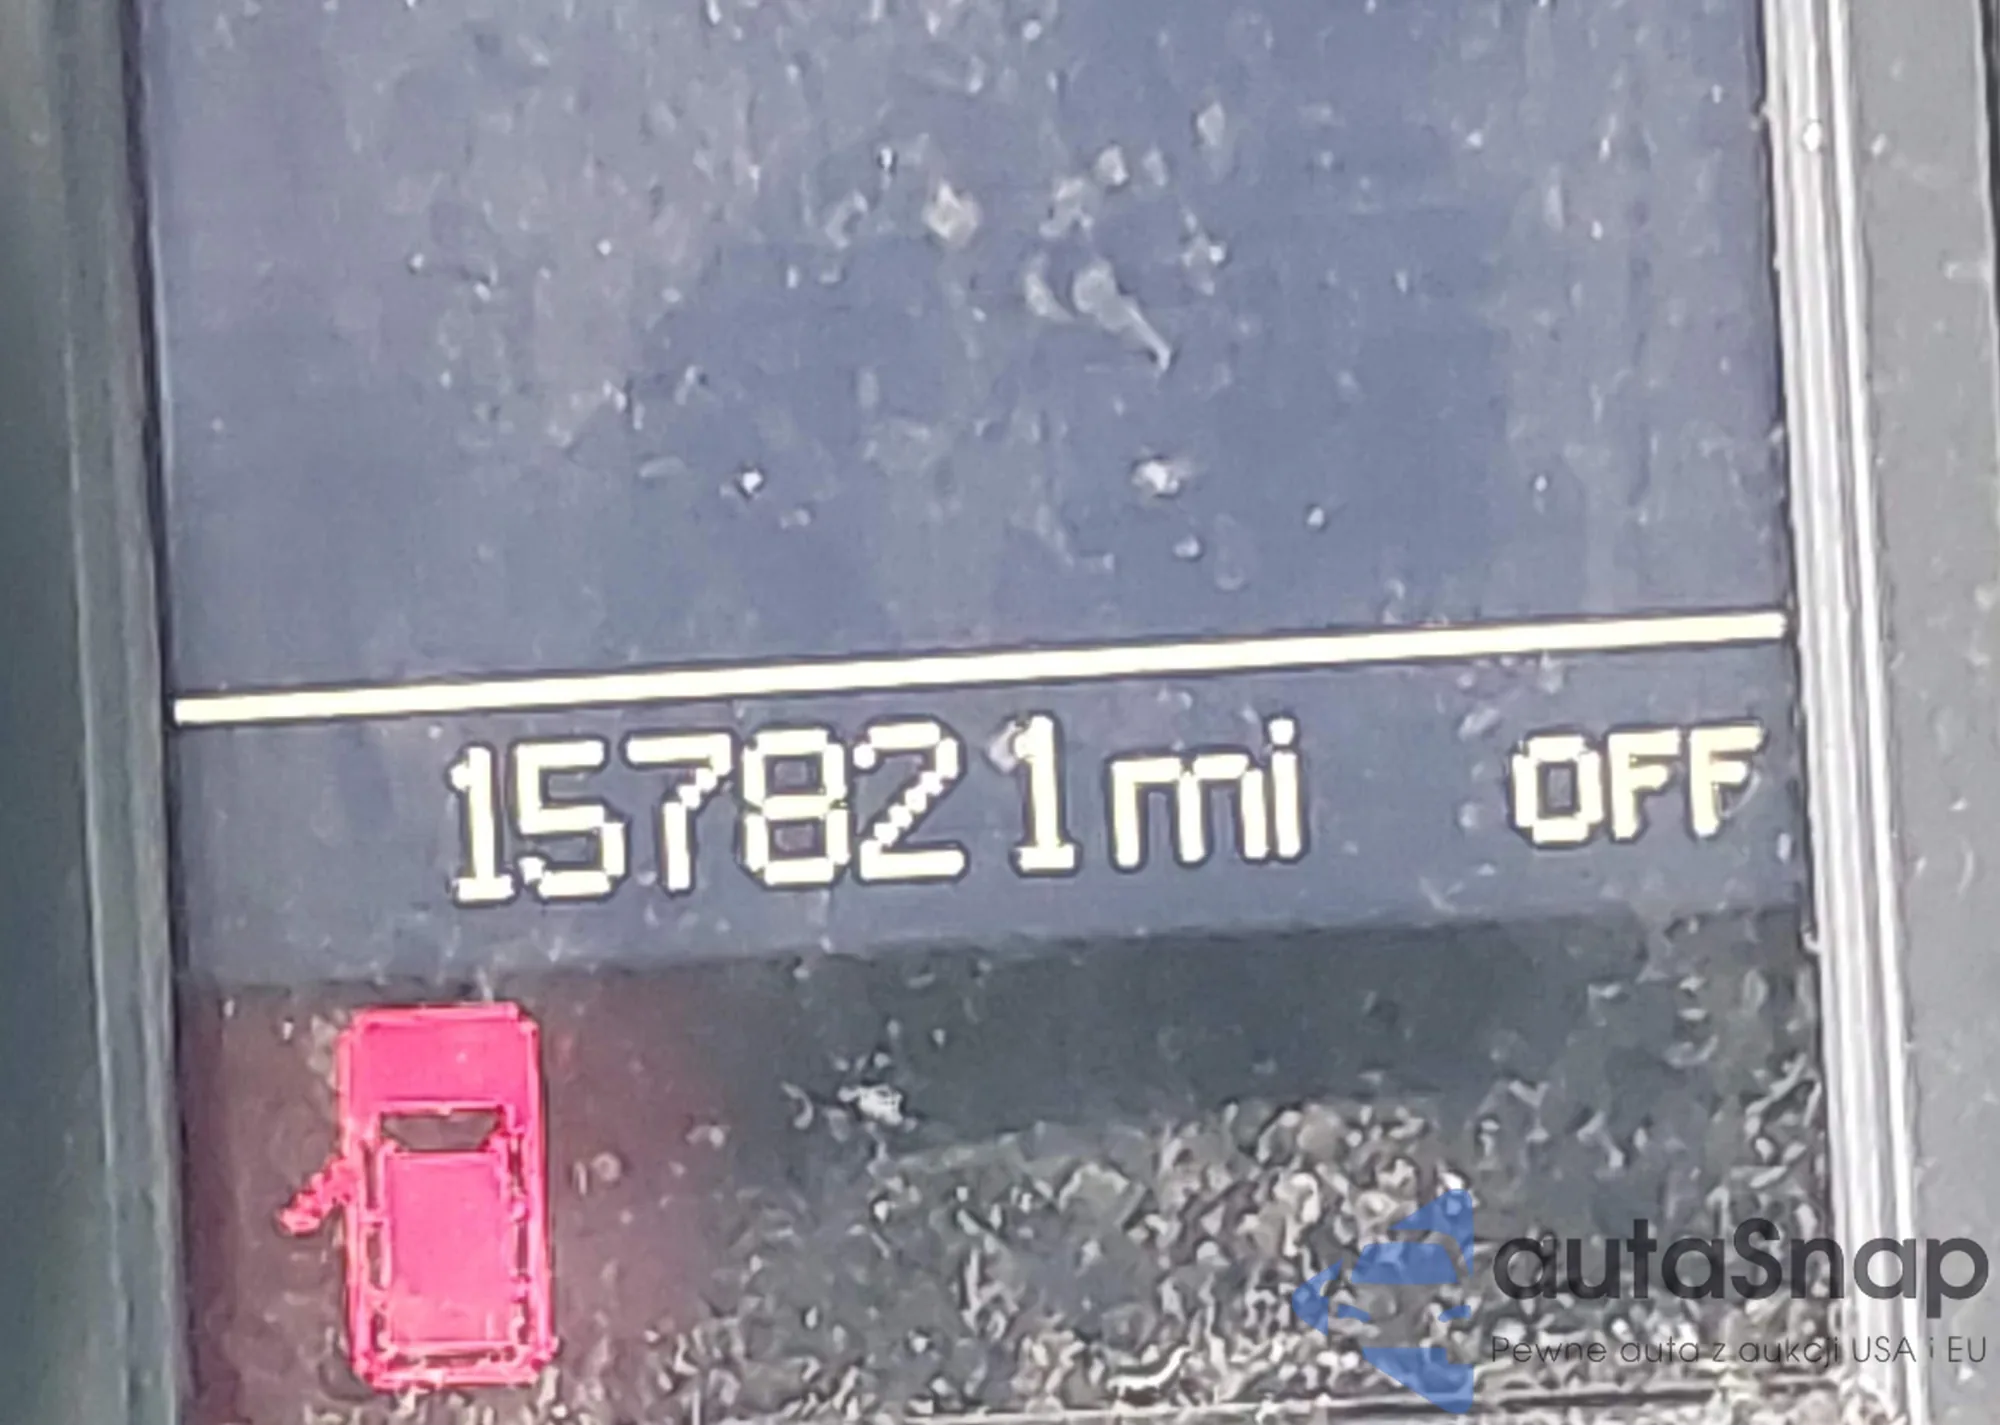 157821mi OFF
autaSnap
Pewne auta z aukcji USA i EU